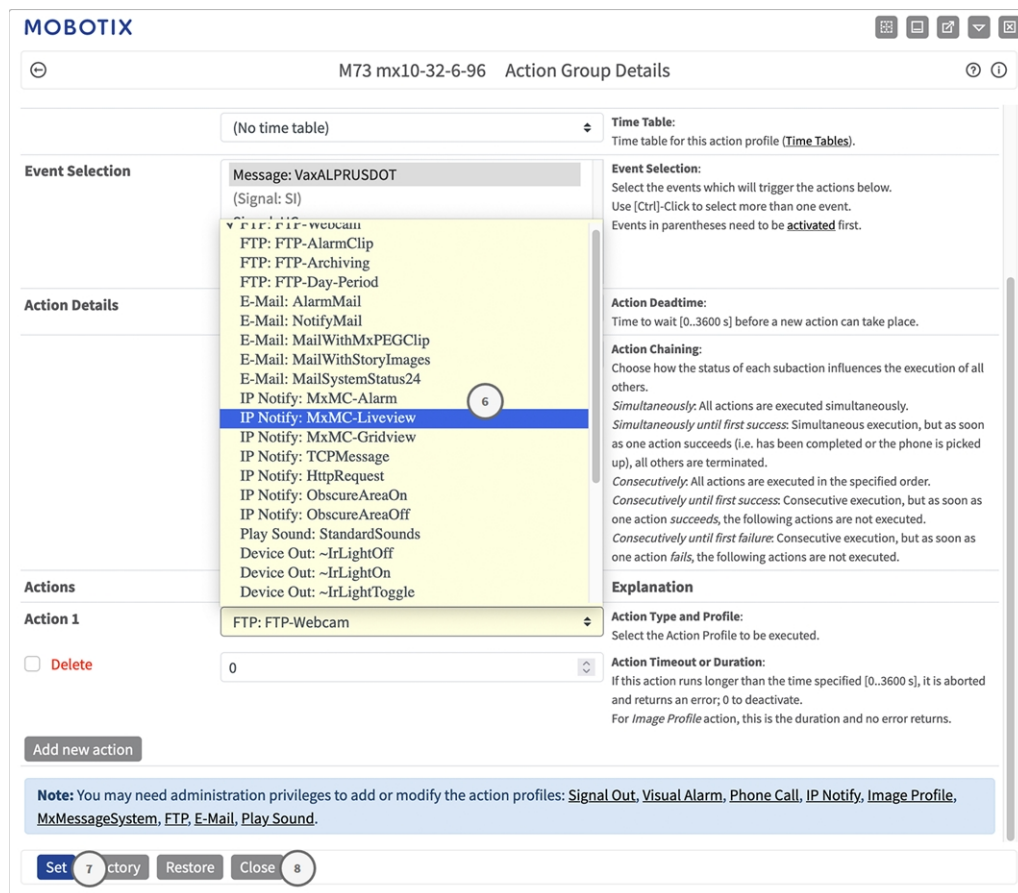 MOBOTIX
M73 mx10-32-6-96 Action Group Details
(No time table)
Time Table:
Time table for this action profile (Time Tables).
Event Selection
Message: VaxALPRUSDOT
(Signal: SI)
Event Selection:
Select the events which will trigger the actions below.
Use [Ctrl]-Click to select more than one event.
Events in parentheses need to be activated first.
FTP: FTP-Webcam
FTP: FTP-AlarmClip
FTP: FTP-Archiving
FTP: FTP-Day-Period
E-Mail: AlarmMail
E-Mail: NotifyMail
E-Mail: MailWithMxPEGClip
E-Mail: MailWithStoryImages
E-Mail: MailSystemStatus24
IP Notify: MxMC-Alarm
IP Notify: MxMC-Liveview
IP Notify: MxMC-Gridview
IP Notify: TCPMessage
IP Notify: HttpRequest
IP Notify: ObscureAreaOn
IP Notify: ObscureAreaOff
Play Sound: StandardSounds
Device Out: ~IrLightOff
Device Out: ~IrLightOn
Device Out: ~IrLightToggle
6
Action Details
Action Deadtime:
Time to wait [0..3600 s] before a new action can take place.
Action Chaining:
Choose how the status of each subaction influences the execution of all
others.
Simultaneously: All actions are executed simultaneously.
Simultaneously until first success: Simultaneous execution, but as soon
as one action succeeds (i.e. has been completed or the phone is picked
up), all others are terminated.
Consecutively: All actions are executed in the specified order.
Consecutively until first success: Consecutive execution, but as soon as
one action succeeds, the following actions are not executed.
Consecutively until first failure: Consecutive execution, but as soon as
one action fails, the following actions are not executed.
Actions
Explanation
Action 1
FTP: FTP-Webcam
Action Type and Profile:
Select the Action Profile to be executed.
Delete
0
Action Timeout or Duration:
If this action runs longer than the time specified [0..3600 s], it is aborted
and returns an error; 0 to deactivate.
For Image Profile action, this is the duration and no error returns.
Add new action
Note: You may need administration privileges to add or modify the action profiles: Signal Out, Visual Alarm, Phone Call, IP Notify, Image Profile,
MxMessageSystem, FTP, E-Mail, Play Sound.
Set 7 ctory Restore Close 8